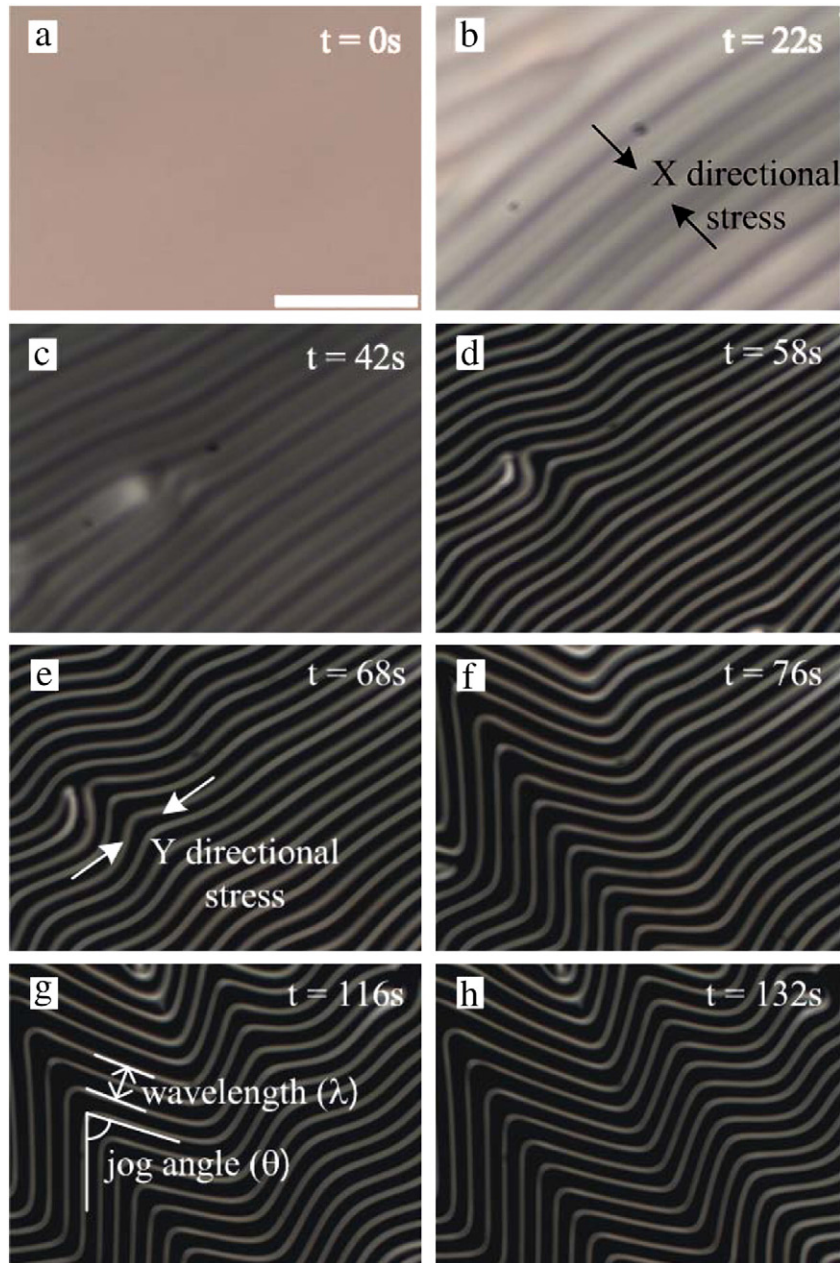 a
t = 0s
b
t = 22s
X directional
stress
c
t = 42s
d
t = 58s
e
t = 68s
Y directional
stress
f
t = 76s
g
t = 116s
wavelength (λ)
jog angle (θ)
h
t = 132s